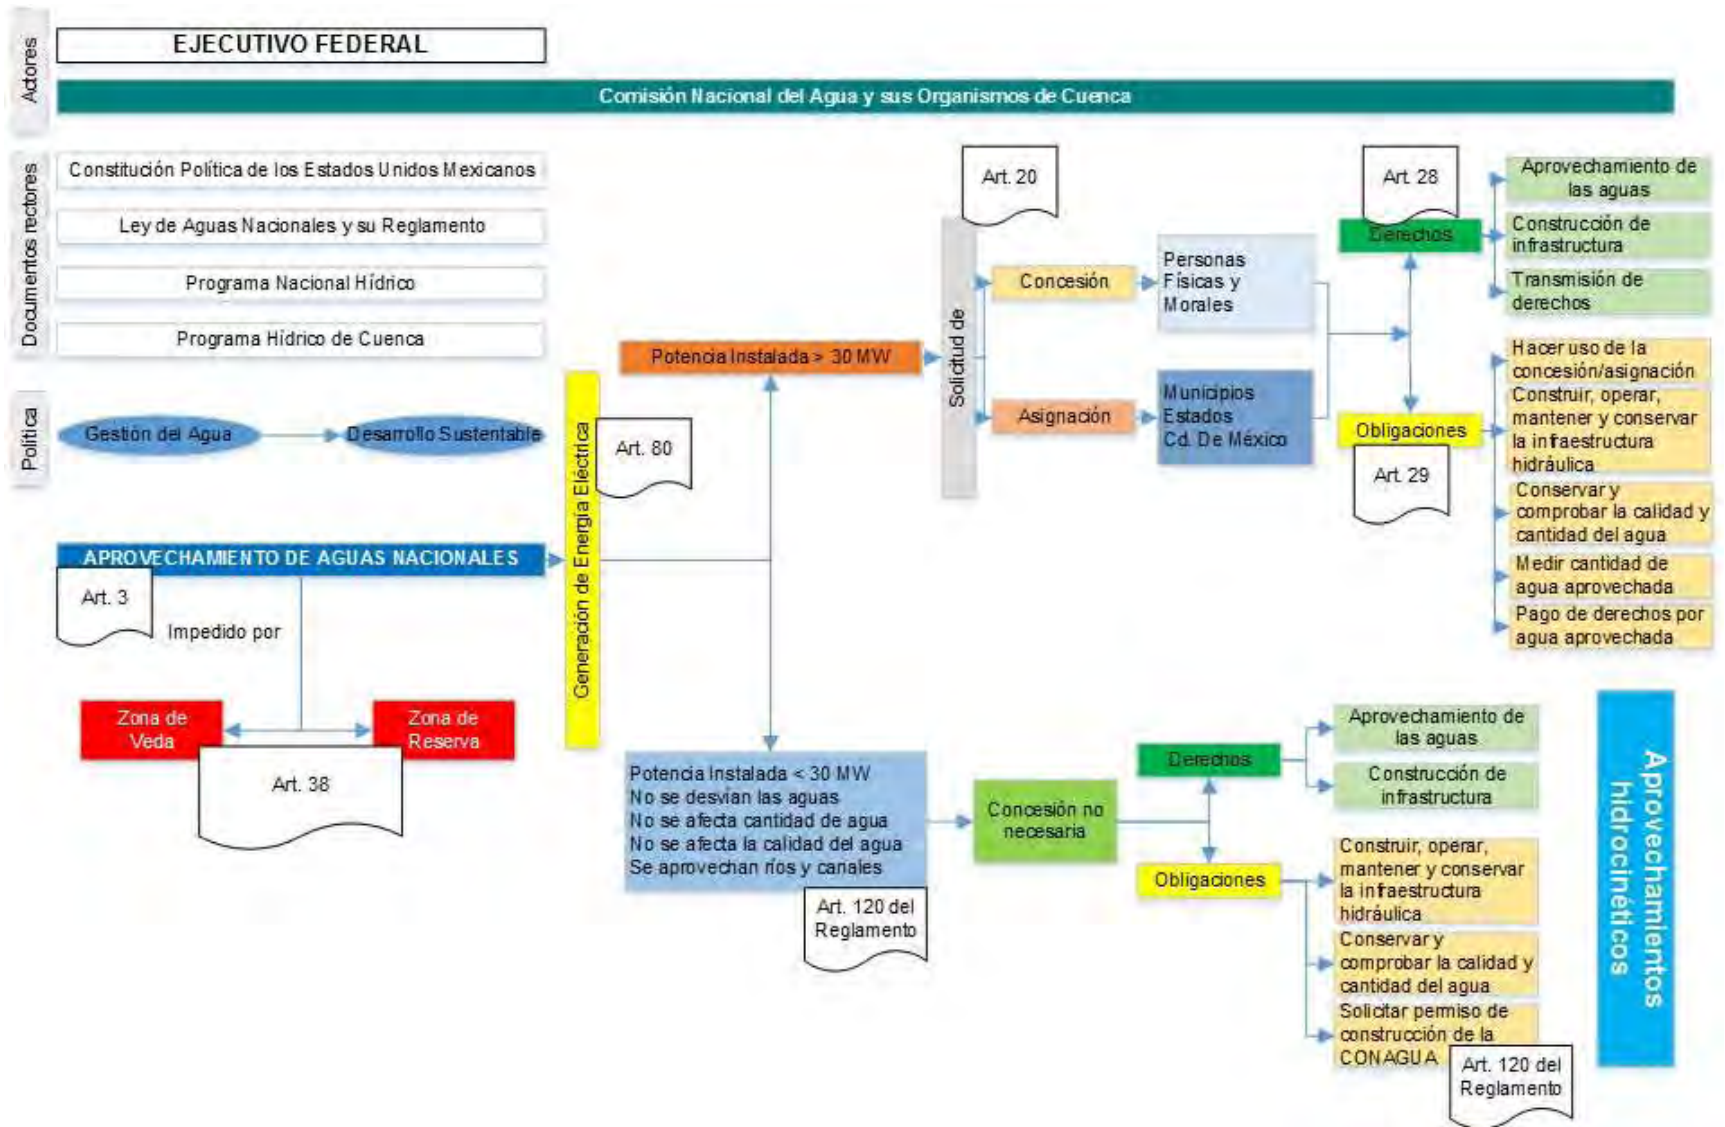 Actores
EJECUTIVO FEDERAL
Comisión Nacional del Agua y sus Organismos de Cuenca
Documentos rectores
Constitución Política de los Estados Unidos Mexicanos
Ley de Aguas Nacionales y su Reglamento
Programa Nacional Hídrico
Programa Hídrico de Cuenca
Política
Gestión del Agua
Desarrollo Sustentable
APROVECHAMIENTO DE AGUAS NACIONALES
Art. 3
Impedido por
Zona de
Veda
Zona de
Reserva
Art. 38
Generación de Energía Eléctrica
Art. 80
Potencia Instalada > 30 MW
Solicitud de
Art. 20
Concesión
Asignación
Personas
Físicas y
Morales
Municipios
Estados
Cd. De México
Art. 28
Derechos
Aprovechamiento de
las aguas
Construcción de
infraestructura
Transmisión de
derechos
Obligaciones
Art. 29
Hacer uso de la
concesión/asignación
Construir, operar,
mantener y conservar
la infraestructura
hidráulica
Conservar y
comprobar la calidad y
cantidad del agua
Medir cantidad de
agua aprovechada
Pago de derechos por
agua aprovechada
Potencia Instalada < 30 MW
No se desvían las aguas
No se afecta cantidad de agua
No se afecta la calidad del agua
Se aprovechan ríos y canales
Art. 120 del
Reglamento
Concesión no
necesaria
Derechos
Aprovechamiento de
las aguas
Construcción de
infraestructura
Obligaciones
Construir, operar,
mantener y conservar
la infraestructura
hidráulica
Conservar y
comprobar la calidad y
cantidad del agua
Solicitar permiso de
construcción de la
CONAGUA
Art. 120 del
Reglamento
Aprovechamientos
hidrocinéticos